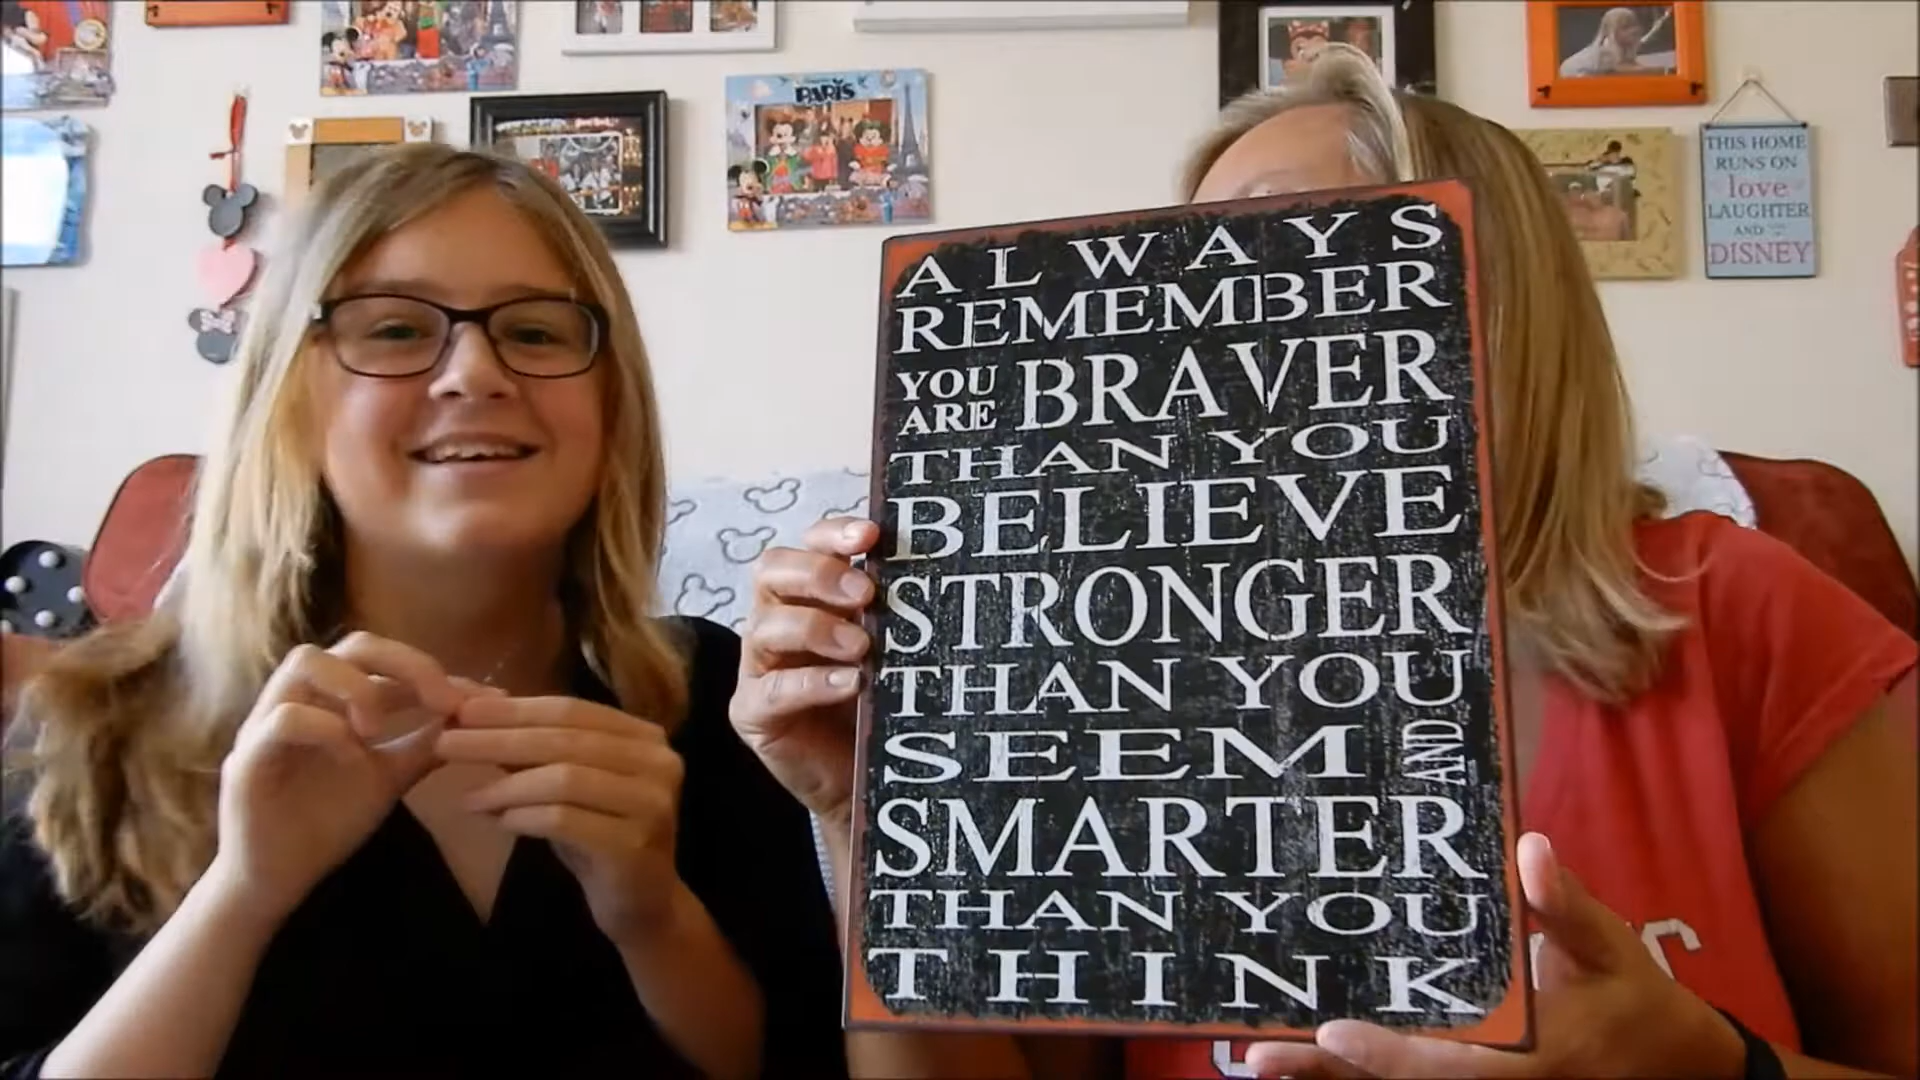 PARIS
THIS HOME
RUNS ON
love
LAUGHTER
AND
DISNEY
ALWAYS
REMEMBER
YOU ARE BRAVER
THAN YOU
BELIEVE
STRONGER
THAN YOU
SEEM AND
SMARTER
THAN YOU
THINK